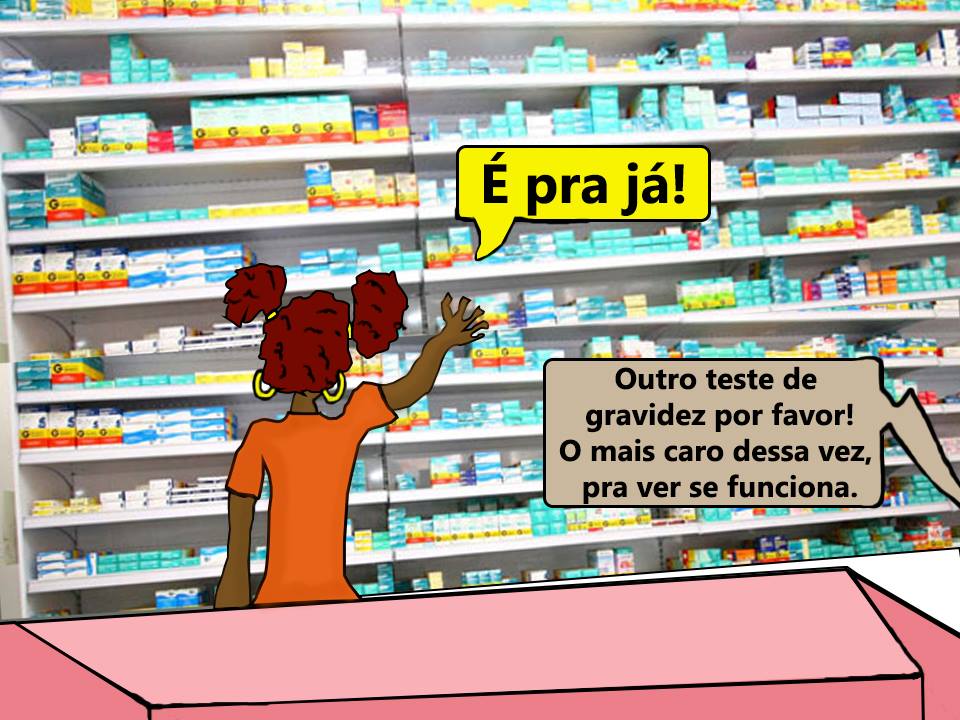 É pra já!
Outro teste de
gravidez por favor!
O mais caro dessa vez,
pra ver se funciona.